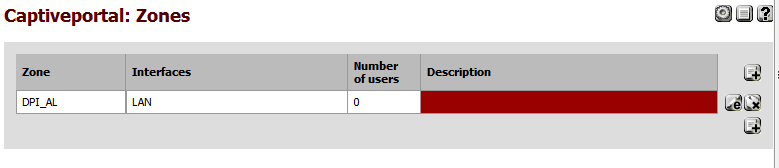 Captiveportal: Zones
Zone Interfaces Number of users Description
DPI_AL LAN 0